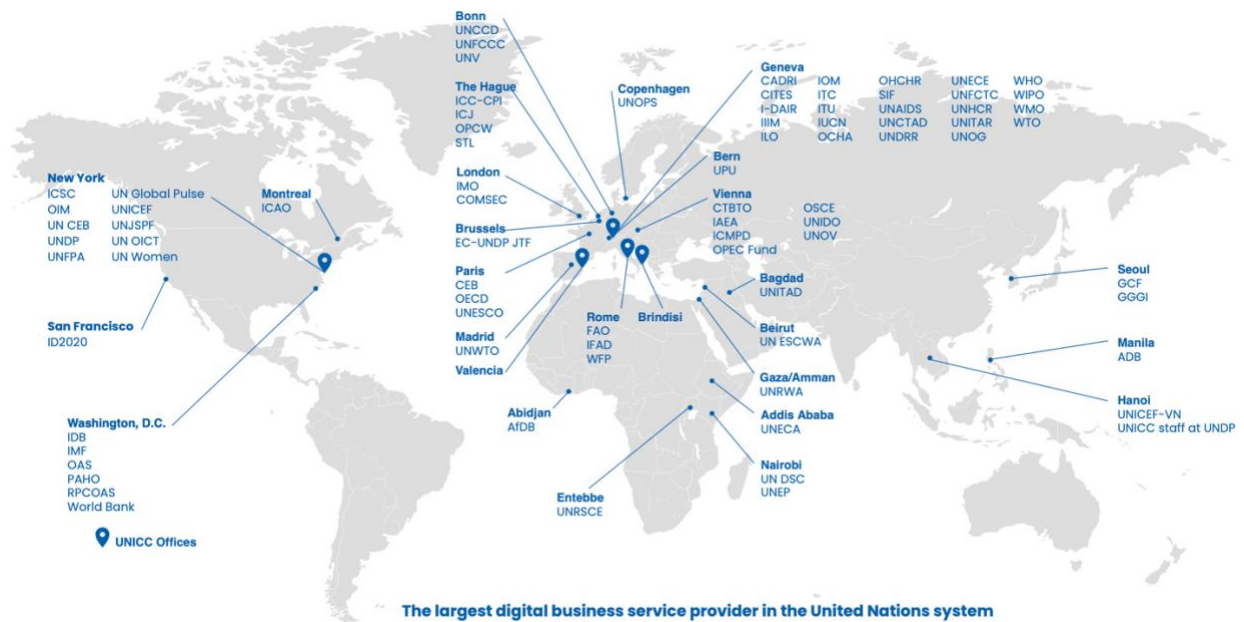 Bonn
UNCCD
UNFCCC
UNV
The Hague
ICC-CPI
ICJ
OPCW
STL
Copenhagen
UNOPS
Geneva
CADRI IOM OHCHR UNECE WHO
CITES ITC SIF UNFCTC WIPO
I-DAIR ITU UNAIDS UNHCR WMO
IIIM IUCN UNCTAD UNITAR WTO
ILO OCHA UNDRR UNOG
Bern
UPU
New York
ICSC UN Global Pulse
OIM UNICEF
UN CEB UNJSPF
UNDP UN OICT
UNFPA UN Women
Montreal
ICAO
London
IMO
COMSEC
Vienna
CTBTO OSCE
IAEA UNIDO
ICMPD UNOV
OPEC Fund
Brussels
EC-UNDP JTF
Paris
CEB
OECD
UNESCO
Madrid
UNWTO
Valencia
Rome
FAO
IFAD
WFP
Brindisi
Bagdad
UNITAD
Beirut
UN ESCWA
Gaza/Amman
UNRWA
Seoul
GCF
GGGI
Manila
ADB
Hanoi
UNICEF-VN
UNICC staff at UNDP
San Francisco
ID2020
Abidjan
AfDB
Addis Ababa
UNECA
Washington, D.C.
IDB
IMF
OAS
PAHO
RPCOAS
World Bank
Nairobi
UN DSC
UNEP
Entebbe
UNRSCE
UNICC Offices
The largest digital business service provider in the United Nations system